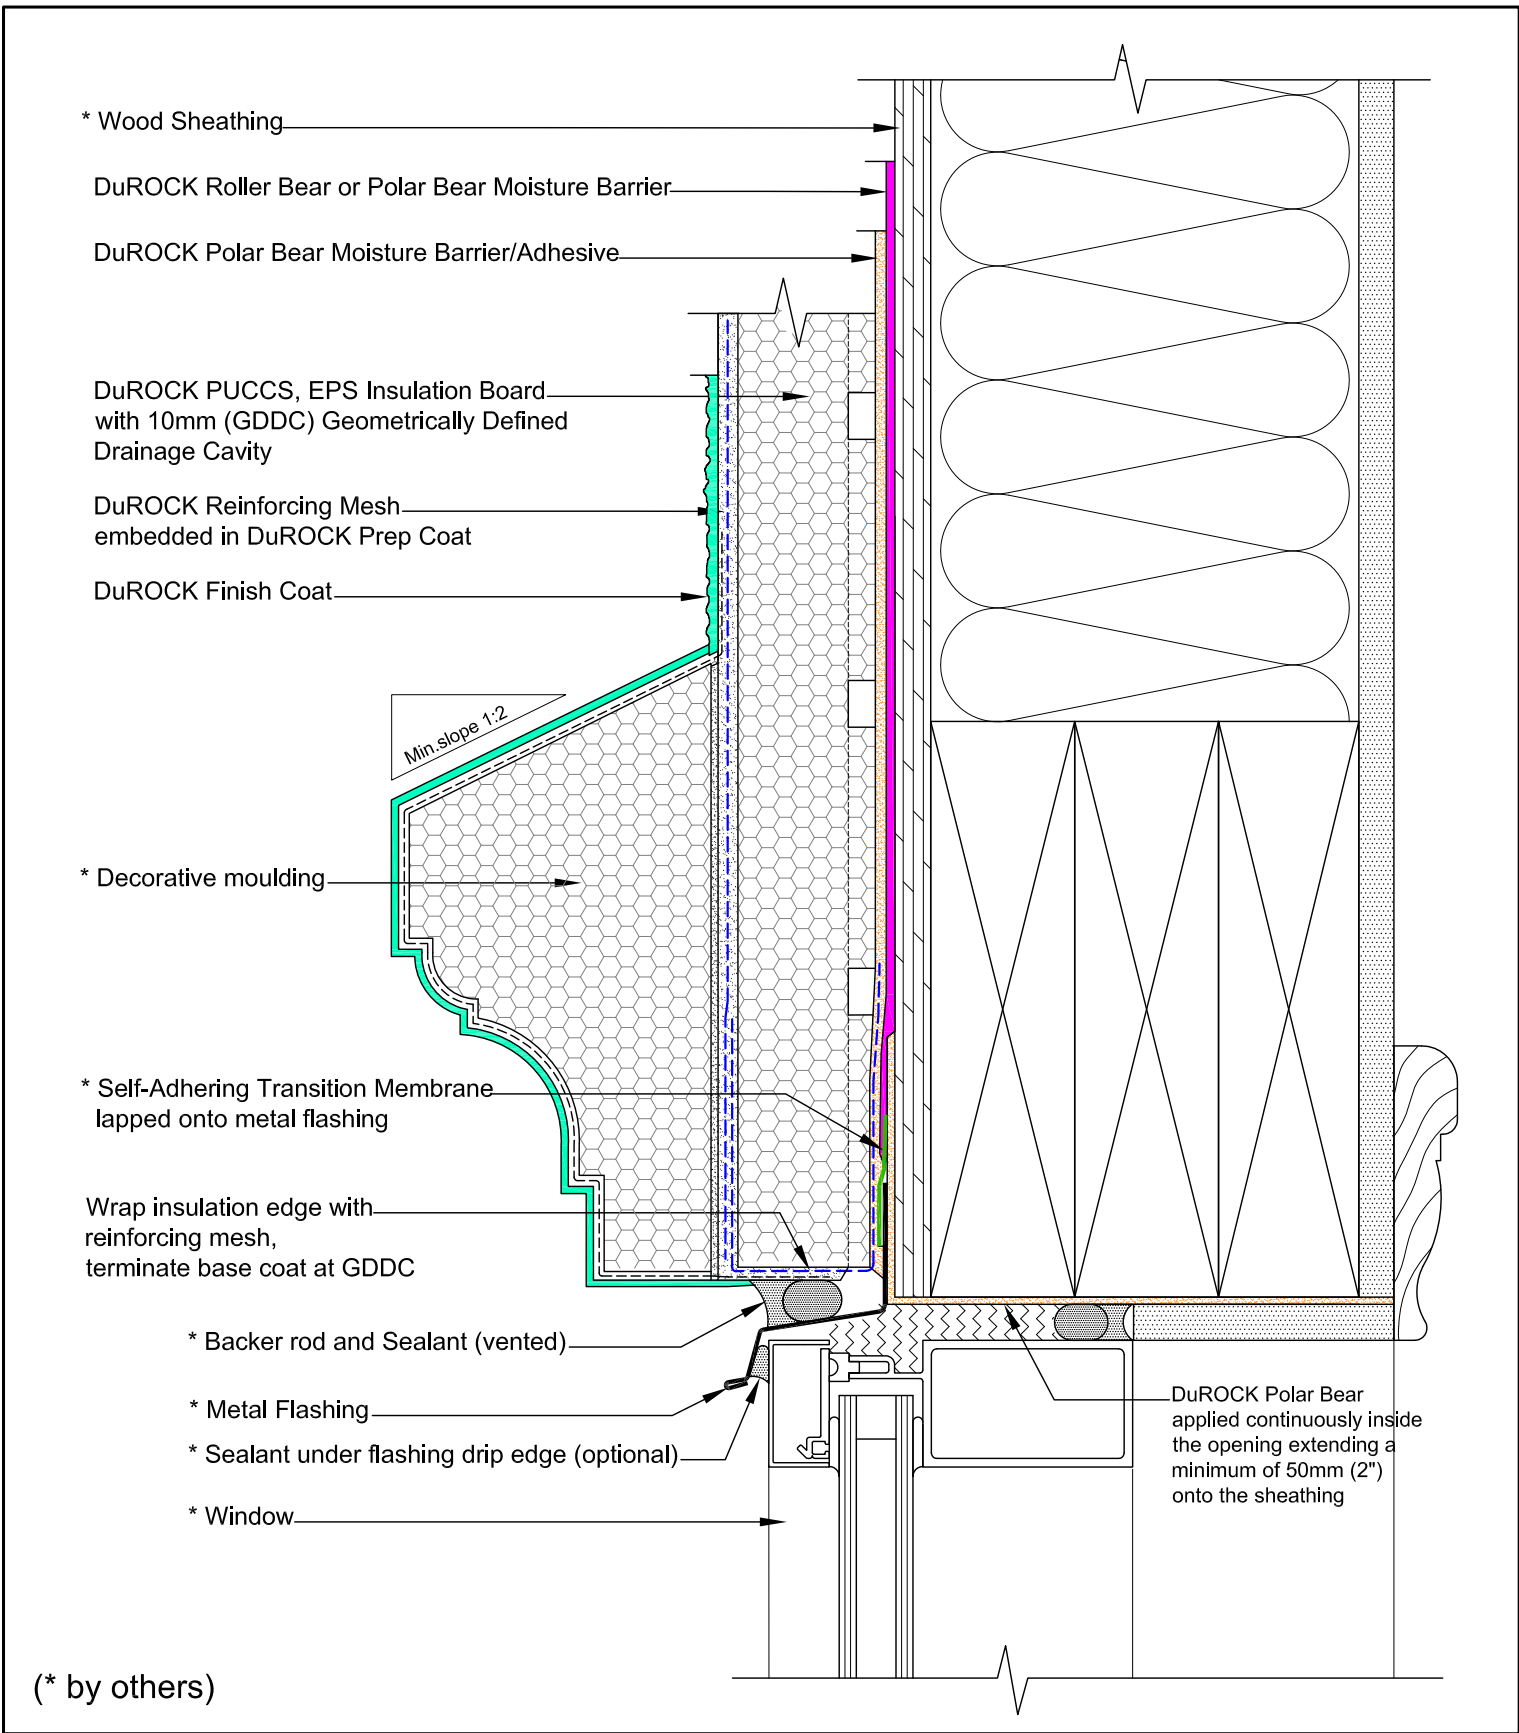 * Wood Sheathing
DuROCK Roller Bear or Polar Bear Moisture Barrier
DuROCK Polar Bear Moisture Barrier/Adhesive
DuROCK PUCCS, EPS Insulation Board
with 10mm (GDDC) Geometrically Defined
Drainage Cavity
DuROCK Reinforcing Mesh
embedded in DuROCK Prep Coat
DuROCK Finish Coat
Min.slope 1:2
* Decorative moulding
* Self-Adhering Transition Membrane
lapped onto metal flashing
Wrap insulation edge with
reinforcing mesh,
terminate base coat at GDDC
* Backer rod and Sealant (vented)
* Metal Flashing
* Sealant under flashing drip edge (optional)
* Window
DuROCK Polar Bear
applied continuously inside
the opening extending a
minimum of 50mm (2")
onto the sheathing
(* by others)